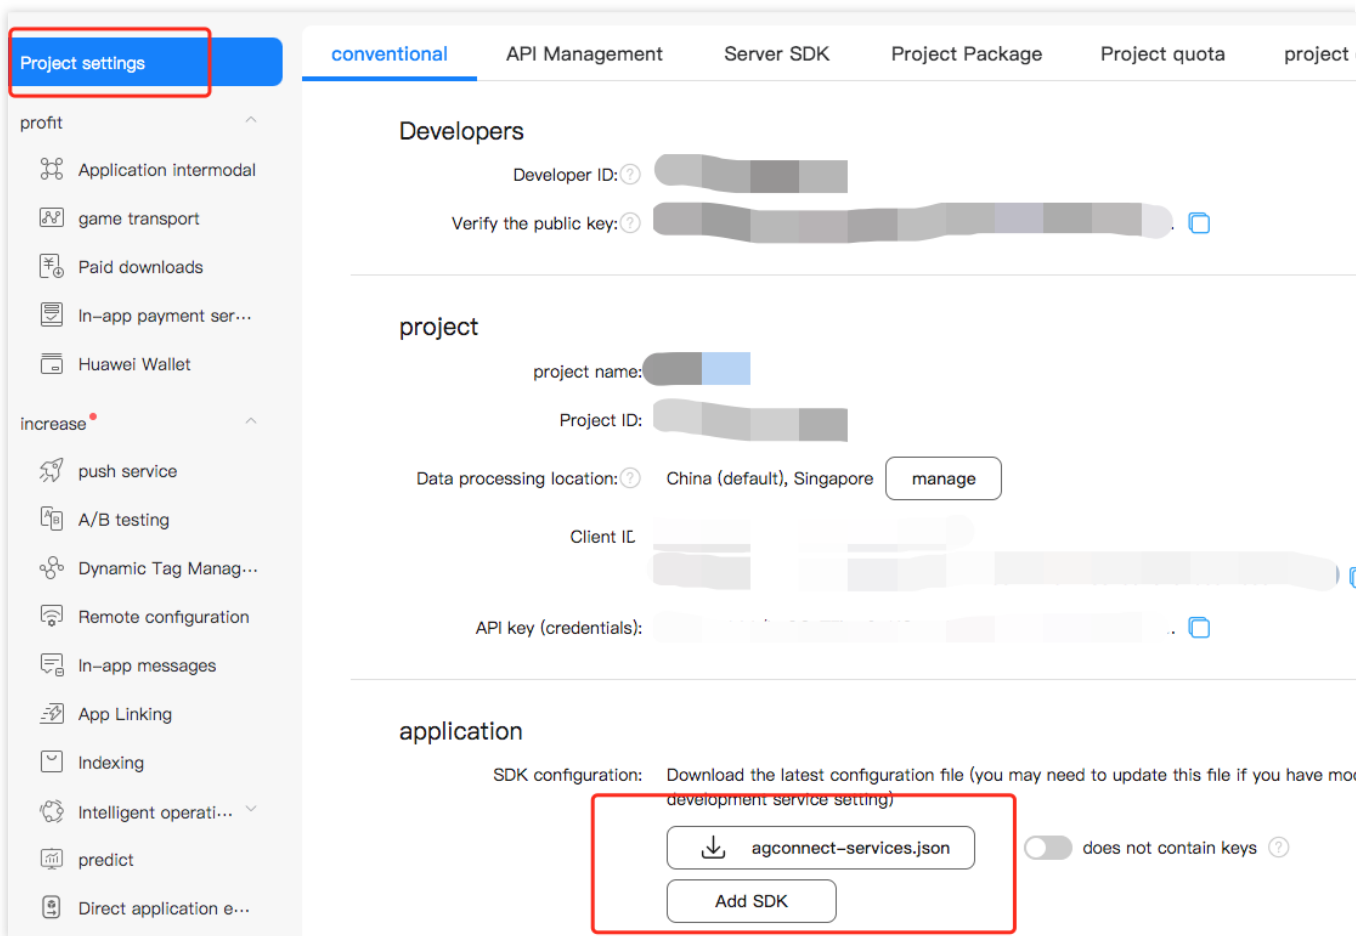 Project settings
profit
Application intermodal
game transport
Paid downloads
In-app payment ser···
Huawei Wallet
increase
push service
A/B testing
Dynamic Tag Manag···
Remote configuration
In-app messages
App Linking
Indexing
Intelligent operati···
predict
Direct application e···
conventional API Management Server SDK Project Package Project quota project
Developers
Developer ID:
Verify the public key:
project
project name:
Project ID:
Data processing location: China (default), Singapore manage
Client ID
API key (credentials):
application
SDK configuration: Download the latest configuration file (you may need to update this file if you have mod
development service setting)
agconnect-services.json does not contain keys
Add SDK